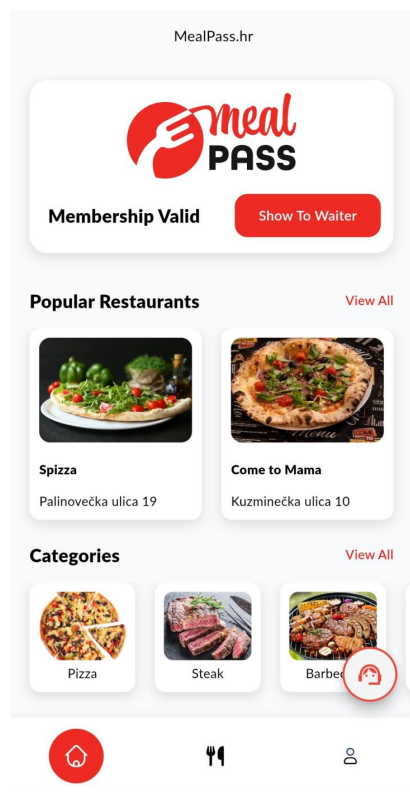 MealPass.hr
meal
PASS
Membership Valid
Show To Waiter
Popular Restaurants
View All
Spizza
Palinovečka ulica 19
Come to Mama
Kuzminečka ulica 10
Categories
View All
Pizza
Steak